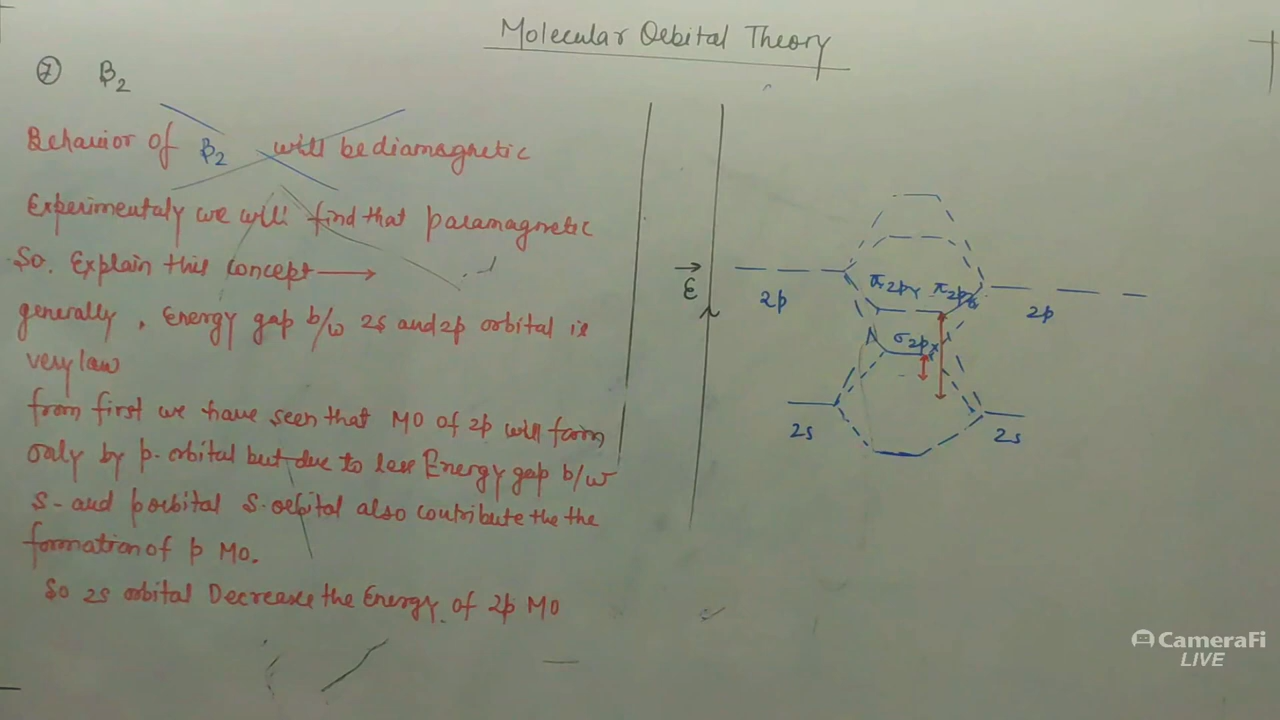 Molecular Orbital Theory
⑦ B2
Behavior of B2 will be diamagnetic
Experimentaly we will find that paramagnetic
So, Explain this concept →
generally, Energy gap b/w 2s and 2p orbital is
very law
from first we have seen that MO of 2p will form
only by p-orbital but due to less Energy gap b/w
s- and p orbital s-orbital also contribute the the
formation of p MO.
So 2s orbital Decrease the Energy of 2p MO
E
2p
π2py π2pz
2p
σ2px
2s
2s
CameraFi
LIVE